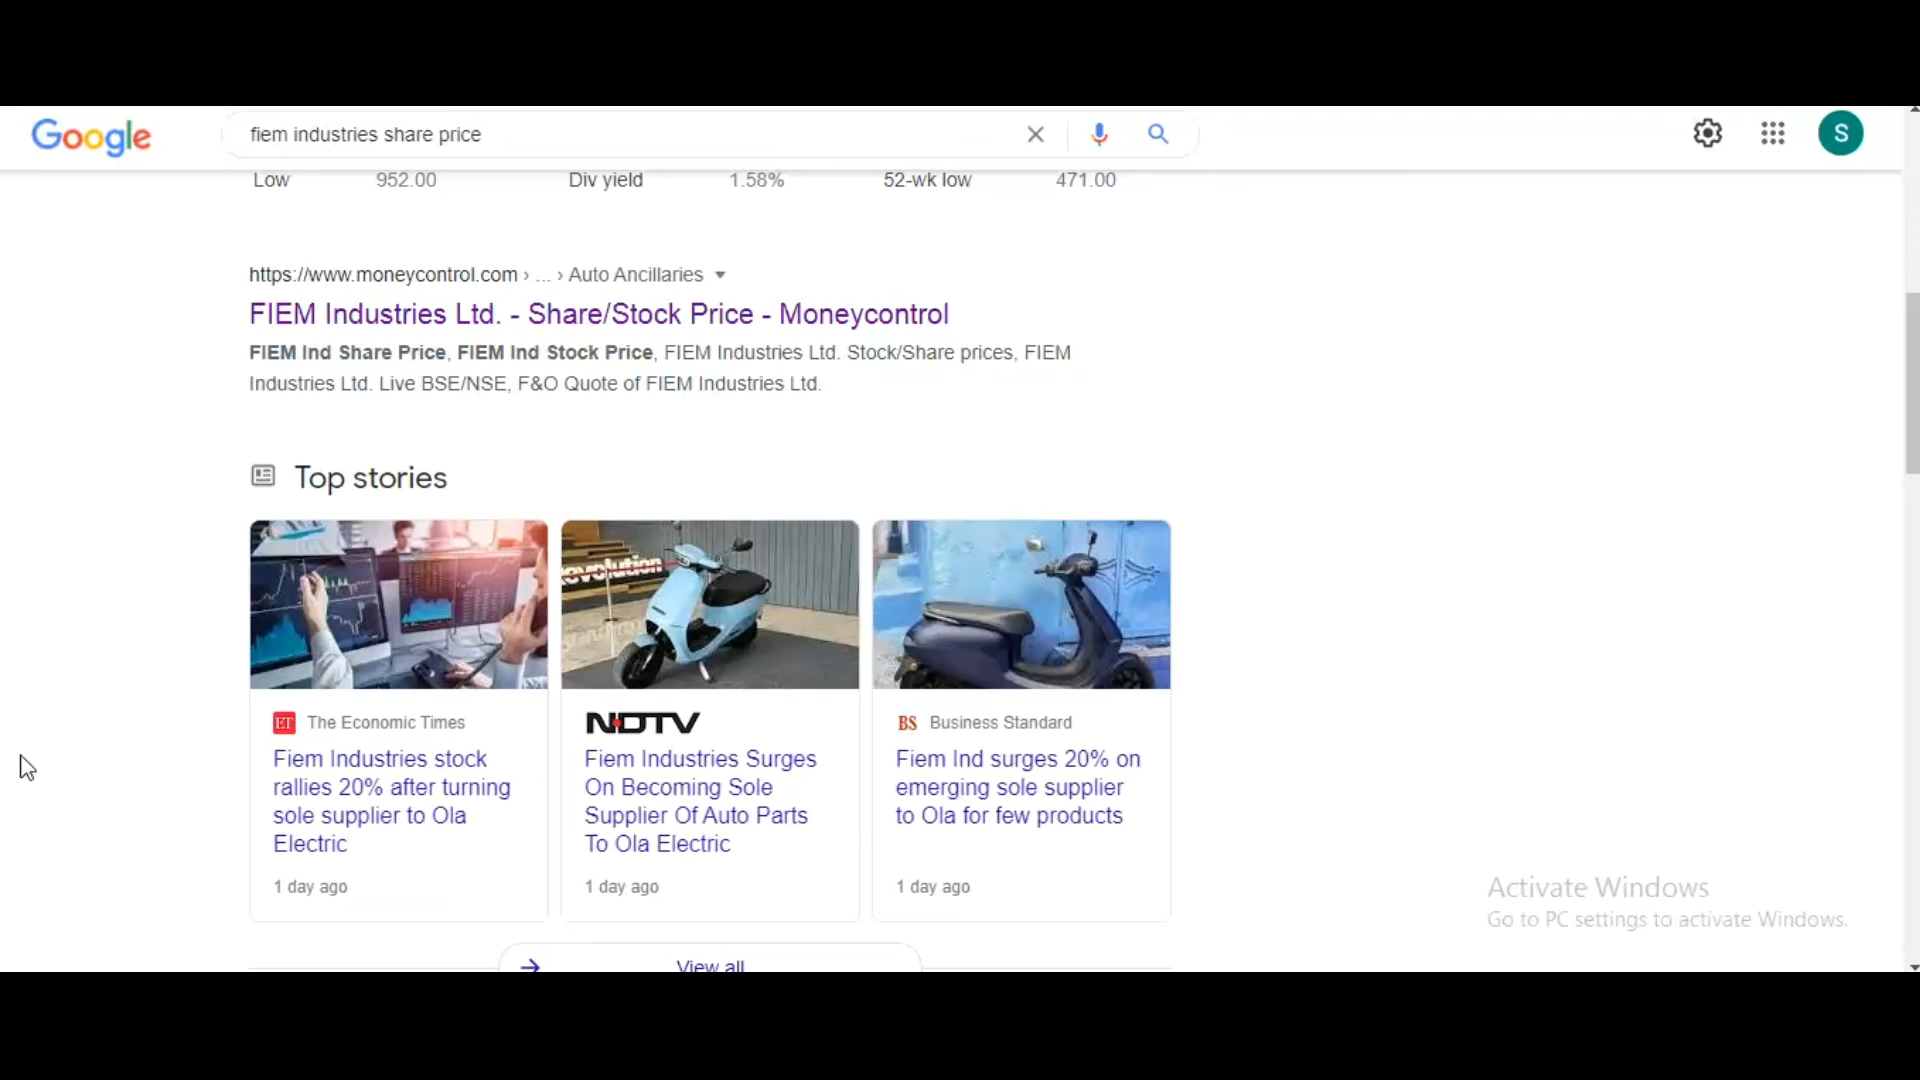 Google
fiem industries share price
S
Low 952.00 Div yield 1.58% 52-wk low 471.00
https://www.moneycontrol.com › ... › Auto Ancillaries
FIEM Industries Ltd. - Share/Stock Price - Moneycontrol
FIEM Ind Share Price, FIEM Ind Stock Price, FIEM Industries Ltd. Stock/Share prices, FIEM
Industries Ltd. Live BSE/NSE, F&O Quote of FIEM Industries Ltd.
Top stories
evolution
ET The Economic Times
Fiem Industries stock
rallies 20% after turning
sole supplier to Ola
Electric
1 day ago
NDTV
Fiem Industries Surges
On Becoming Sole
Supplier Of Auto Parts
To Ola Electric
1 day ago
BS Business Standard
Fiem Ind surges 20% on
emerging sole supplier
to Ola for few products
1 day ago
View all
Activate Windows
Go to PC settings to activate Windows.